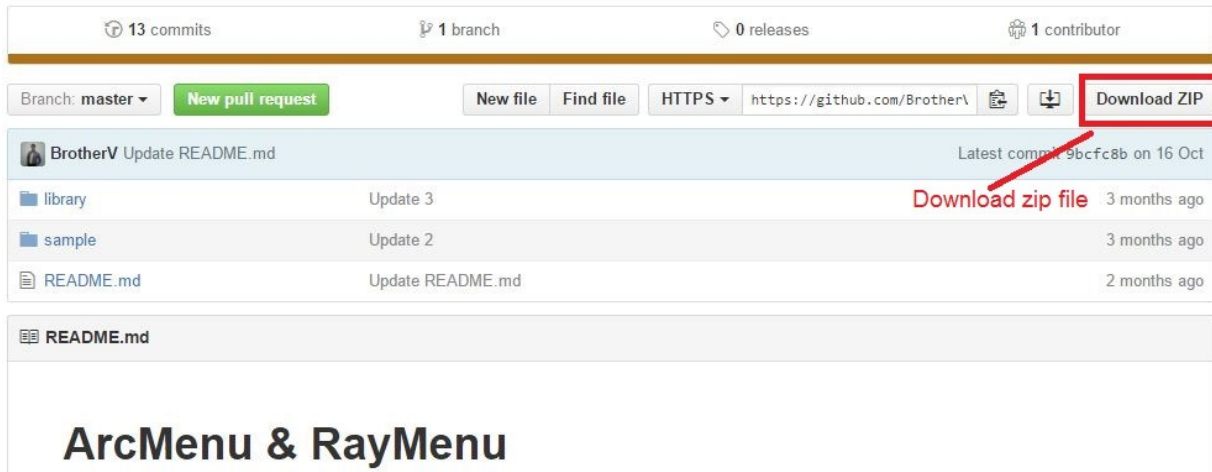 13 commits 1 branch 0 releases 1 contributor
Branch: master New pull request New file Find file HTTPS https://github.com/Brother\ Download ZIP
BrotherV Update README.md Latest commit 9bcfc8b on 16 Oct
library Update 3 3 months ago
Download zip file
sample Update 2 3 months ago
README.md Update README.md 2 months ago
README.md
ArcMenu & RayMenu